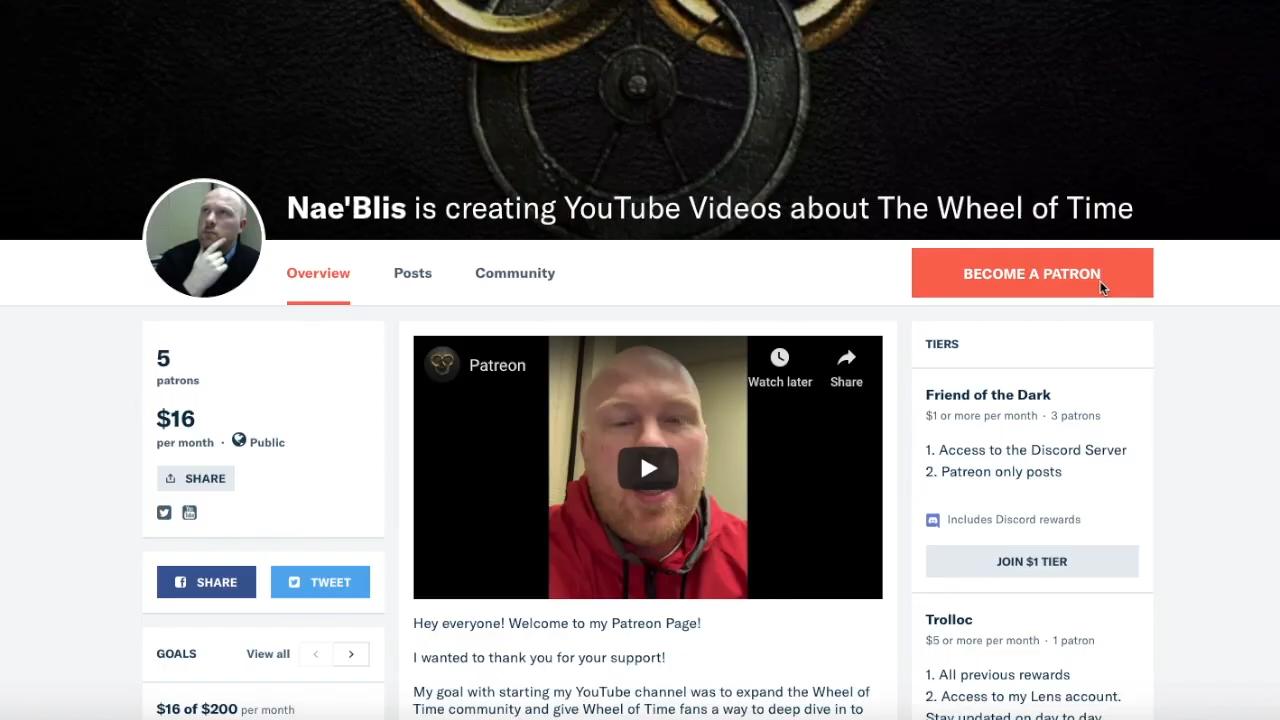 Nae'Blis is creating YouTube Videos about The Wheel of Time
Overview
Posts
Community
BECOME A PATRON
5
patrons
$16
per month · Public
SHARE
SHARE
TWEET
GOALS
View all
$16 of $200 per month
Patreon
Watch later
Share
Hey everyone! Welcome to my Patreon Page!
I wanted to thank you for your support!
My goal with starting my YouTube channel was to expand the Wheel of
Time community and give Wheel of Time fans a way to deep dive in to
TIERS
Friend of the Dark
$1 or more per month · 3 patrons
1. Access to the Discord Server
2. Patreon only posts
Includes Discord rewards
JOIN $1 TIER
Trolloc
$5 or more per month · 1 patron
1. All previous rewards
2. Access to my Lens account.
Stay updated on day to day